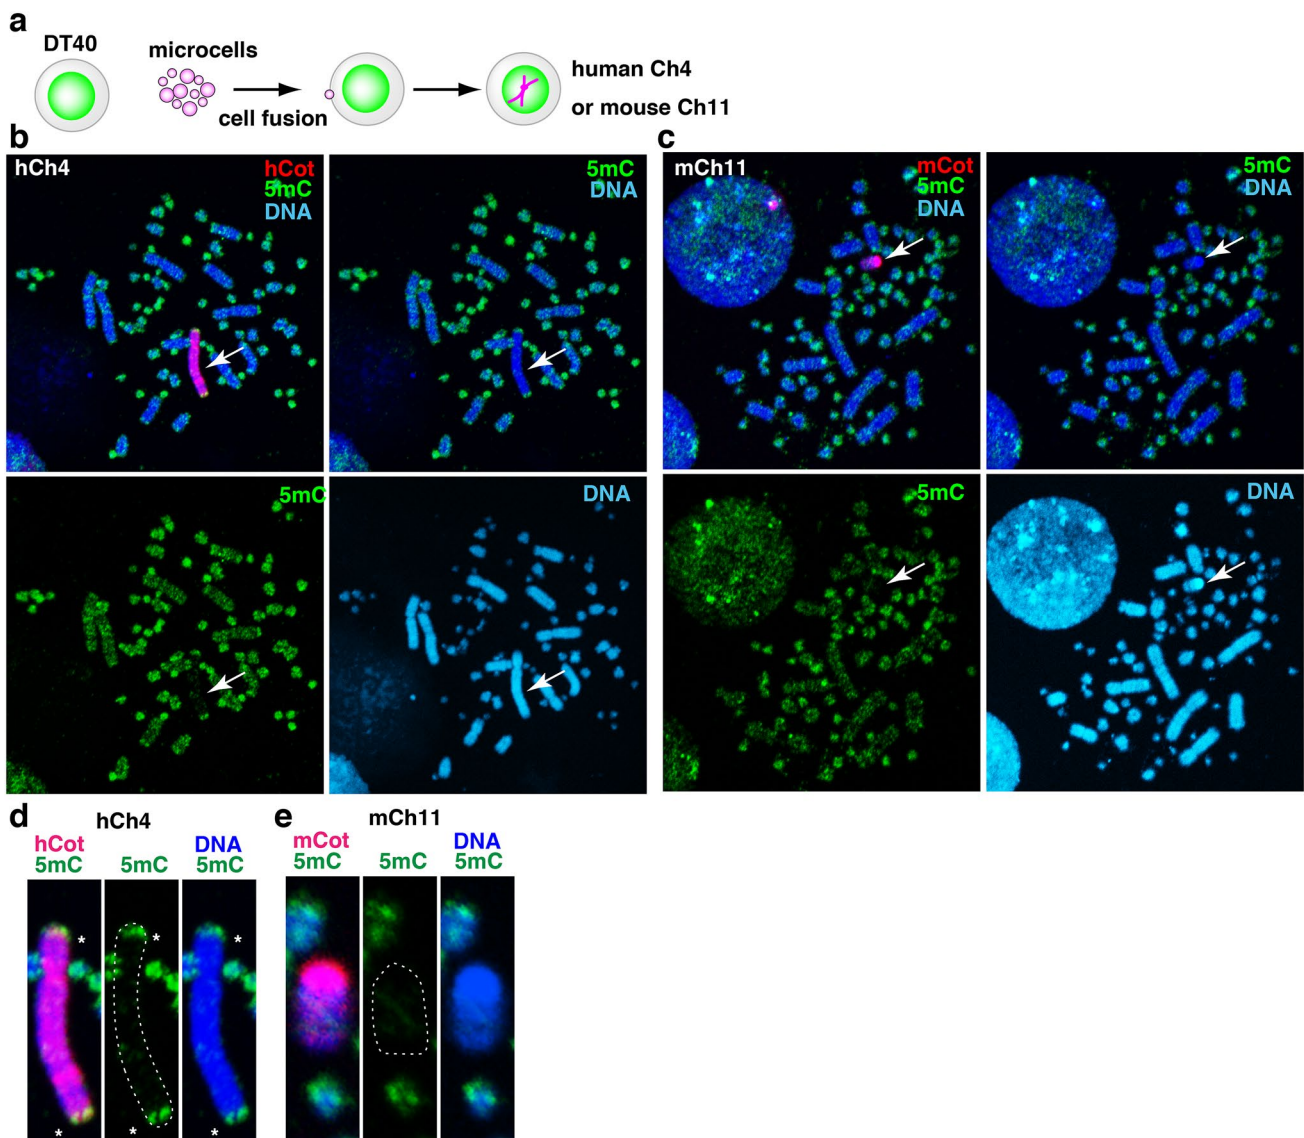 a
DT40
microcells
cell fusion
human Ch4
or mouse Ch11
b
hCh4
hCot
5mC
DNA
5mC
DNA
5mC
DNA
c
mCh11
mCot
5mC
DNA
5mC
DNA
5mC
DNA
d
hCh4
hCot
5mC
5mC
DNA
5mC
*
*
*
*
*
*
e
mCh11
mCot
5mC
5mC
DNA
5mC